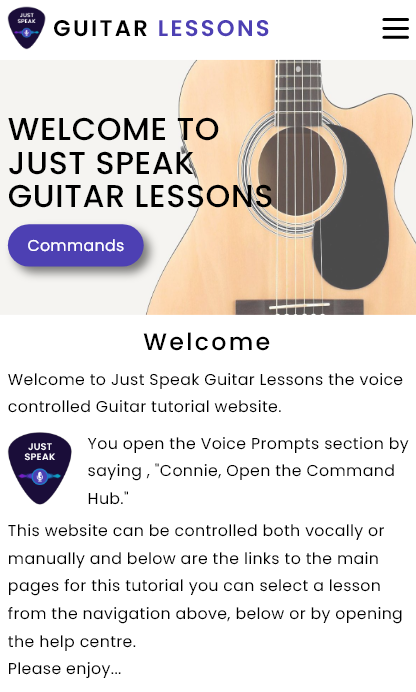 JUST
SPEAK
GUITAR LESSONS
WELCOME TO
JUST SPEAK
GUITAR LESSONS
Commands
Welcome
Welcome to Just Speak Guitar Lessons the voice
controlled Guitar tutorial website.
JUST
SPEAK
You open the Voice Prompts section by
saying , "Connie, Open the Command
Hub."
This website can be controlled both vocally or
manually and below are the links to the main
pages for this tutorial you can select a lesson
from the navigation above, below or by opening
the help centre.
Please enjoy...